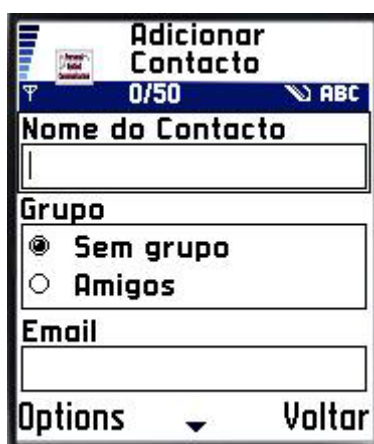 Adicionar
Contacto
0/50 ABC
Nome do Contacto
Grupo
Sem grupo
Amigos
Email
Options Voltar